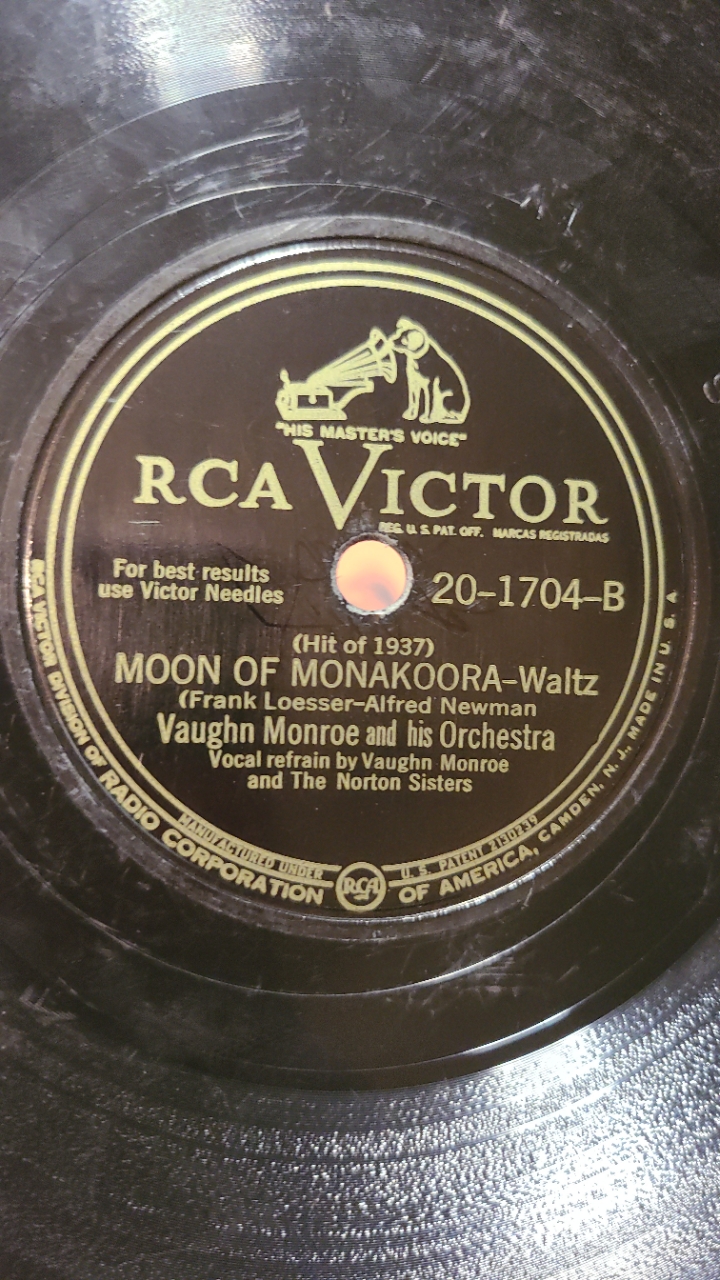 "HIS MASTER'S VOICE"
RCA VICTOR
REG. U. S. PAT. OFF. MARCAS REGISTRADAS
For best results
use Victor Needles
20-1704-B
(Hit of 1937)
MOON OF MONAKOORA-Waltz
(Frank Loesser-Alfred Newman
Vaughn Monroe and his Orchestra
Vocal refrain by Vaughn Monroe
and The Norton Sisters
MANUFACTURED UNDER RCA U. S. PATENT 2130239
RCA VICTOR DIVISION OF RADIO CORPORATION OF AMERICA, CAMDEN, N. J., MADE IN U. S. A